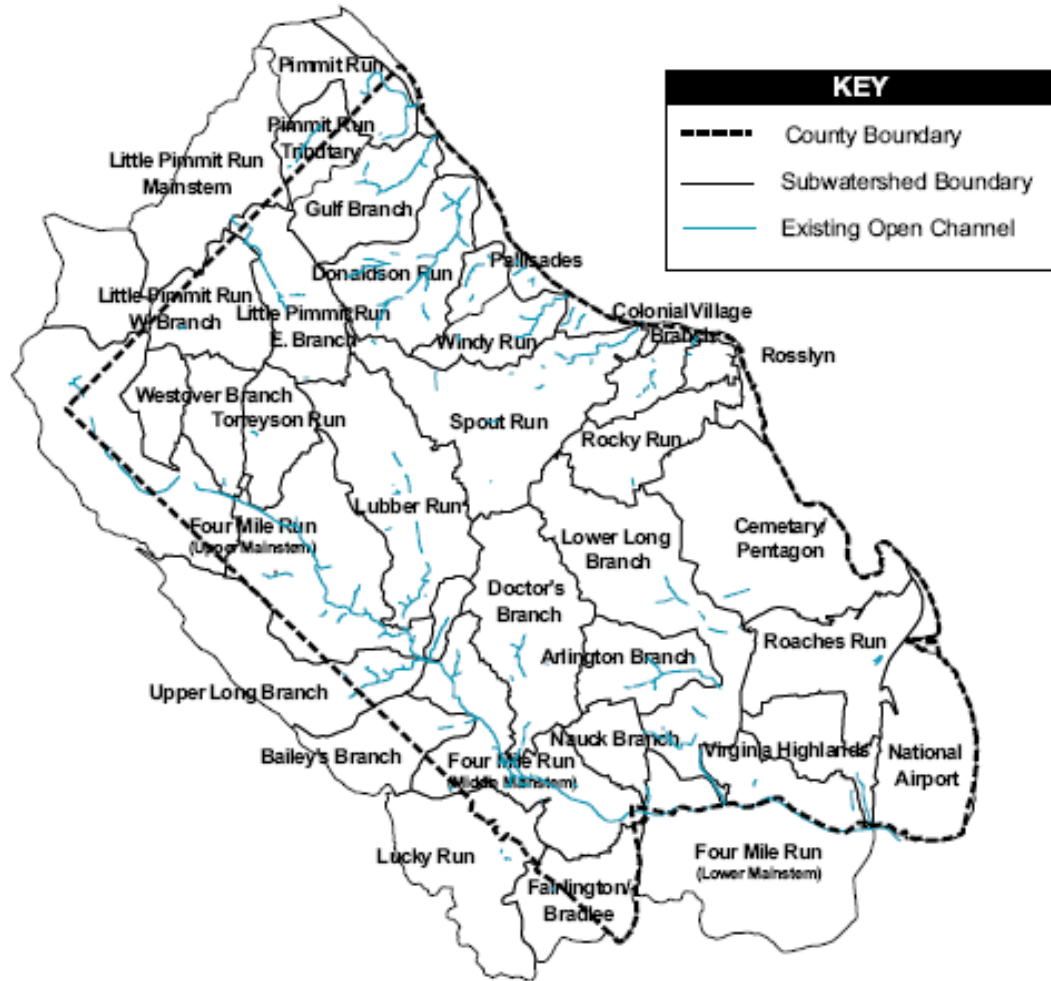 KEY
County Boundary
Subwatershed Boundary
Existing Open Channel
Pimmit Run
Pimmit Run
Tributary
Little Pimmit Run
Mainstem
Gulf Branch
Donaldson Run
Pallisades
Little Pimmit Run
W. Branch
Little Pimmit Run
E. Branch
Windy Run
Colonial Village
Branch
Rosslyn
Westover Branch
Torreyson Run
Spout Run
Rocky Run
Lubber Run
Four Mile Run
(Upper Mainstem)
Lower Long
Branch
Cemetary/
Pentagon
Doctor's
Branch
Arlington Branch
Roaches Run
Upper Long Branch
Bailey's Branch
Nauck Branch
Virginia Highlands
National
Airport
Four Mile Run
(Middle Mainstem)
Lucky Run
Four Mile Run
(Lower Mainstem)
Fairlington/
Bradlee